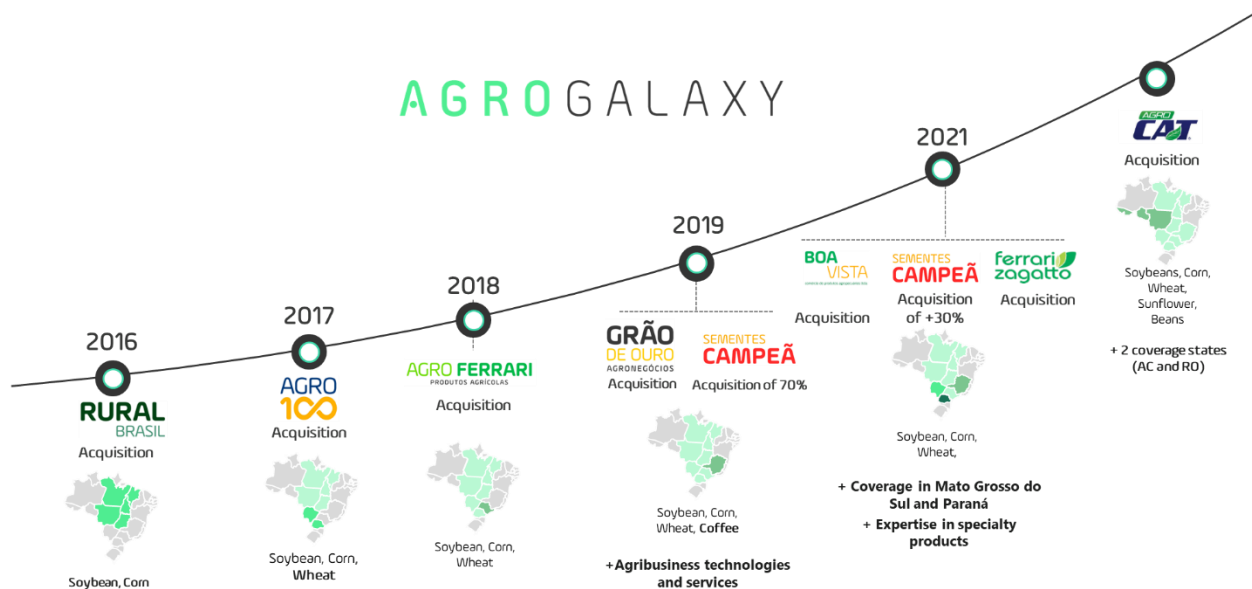 AGROGALAXY
2016
RURAL
BRASIL
Acquisition
Soybean, Corn
2017
AGRO
100
Acquisition
Soybean, Corn,
Wheat
2018
AGRO FERRARI
PRODUTOS AGRÍCOLAS
Acquisition
Soybean, Corn,
Wheat
2019
GRÃO
DE OURO
AGRONEGÓCIOS
Acquisition
SEMENTES
CAMPEÃ
Acquisition of 70%
Soybean, Corn,
Wheat, Coffee
+Agribusiness technologies
and services
2021
BOA
VISTA
Acquisition
SEMENTES
CAMPEÃ
Acquisition
of +30%
ferrari
zagatto
Acquisition
Soybean, Corn,
Wheat,
+ Coverage in Mato Grosso do
Sul and Paraná
+ Expertise in specialty
products
AGRO
CAT
Acquisition
Soybeans, Corn,
Wheat,
Sunflower,
Beans
+ 2 coverage states
(AC and RO)